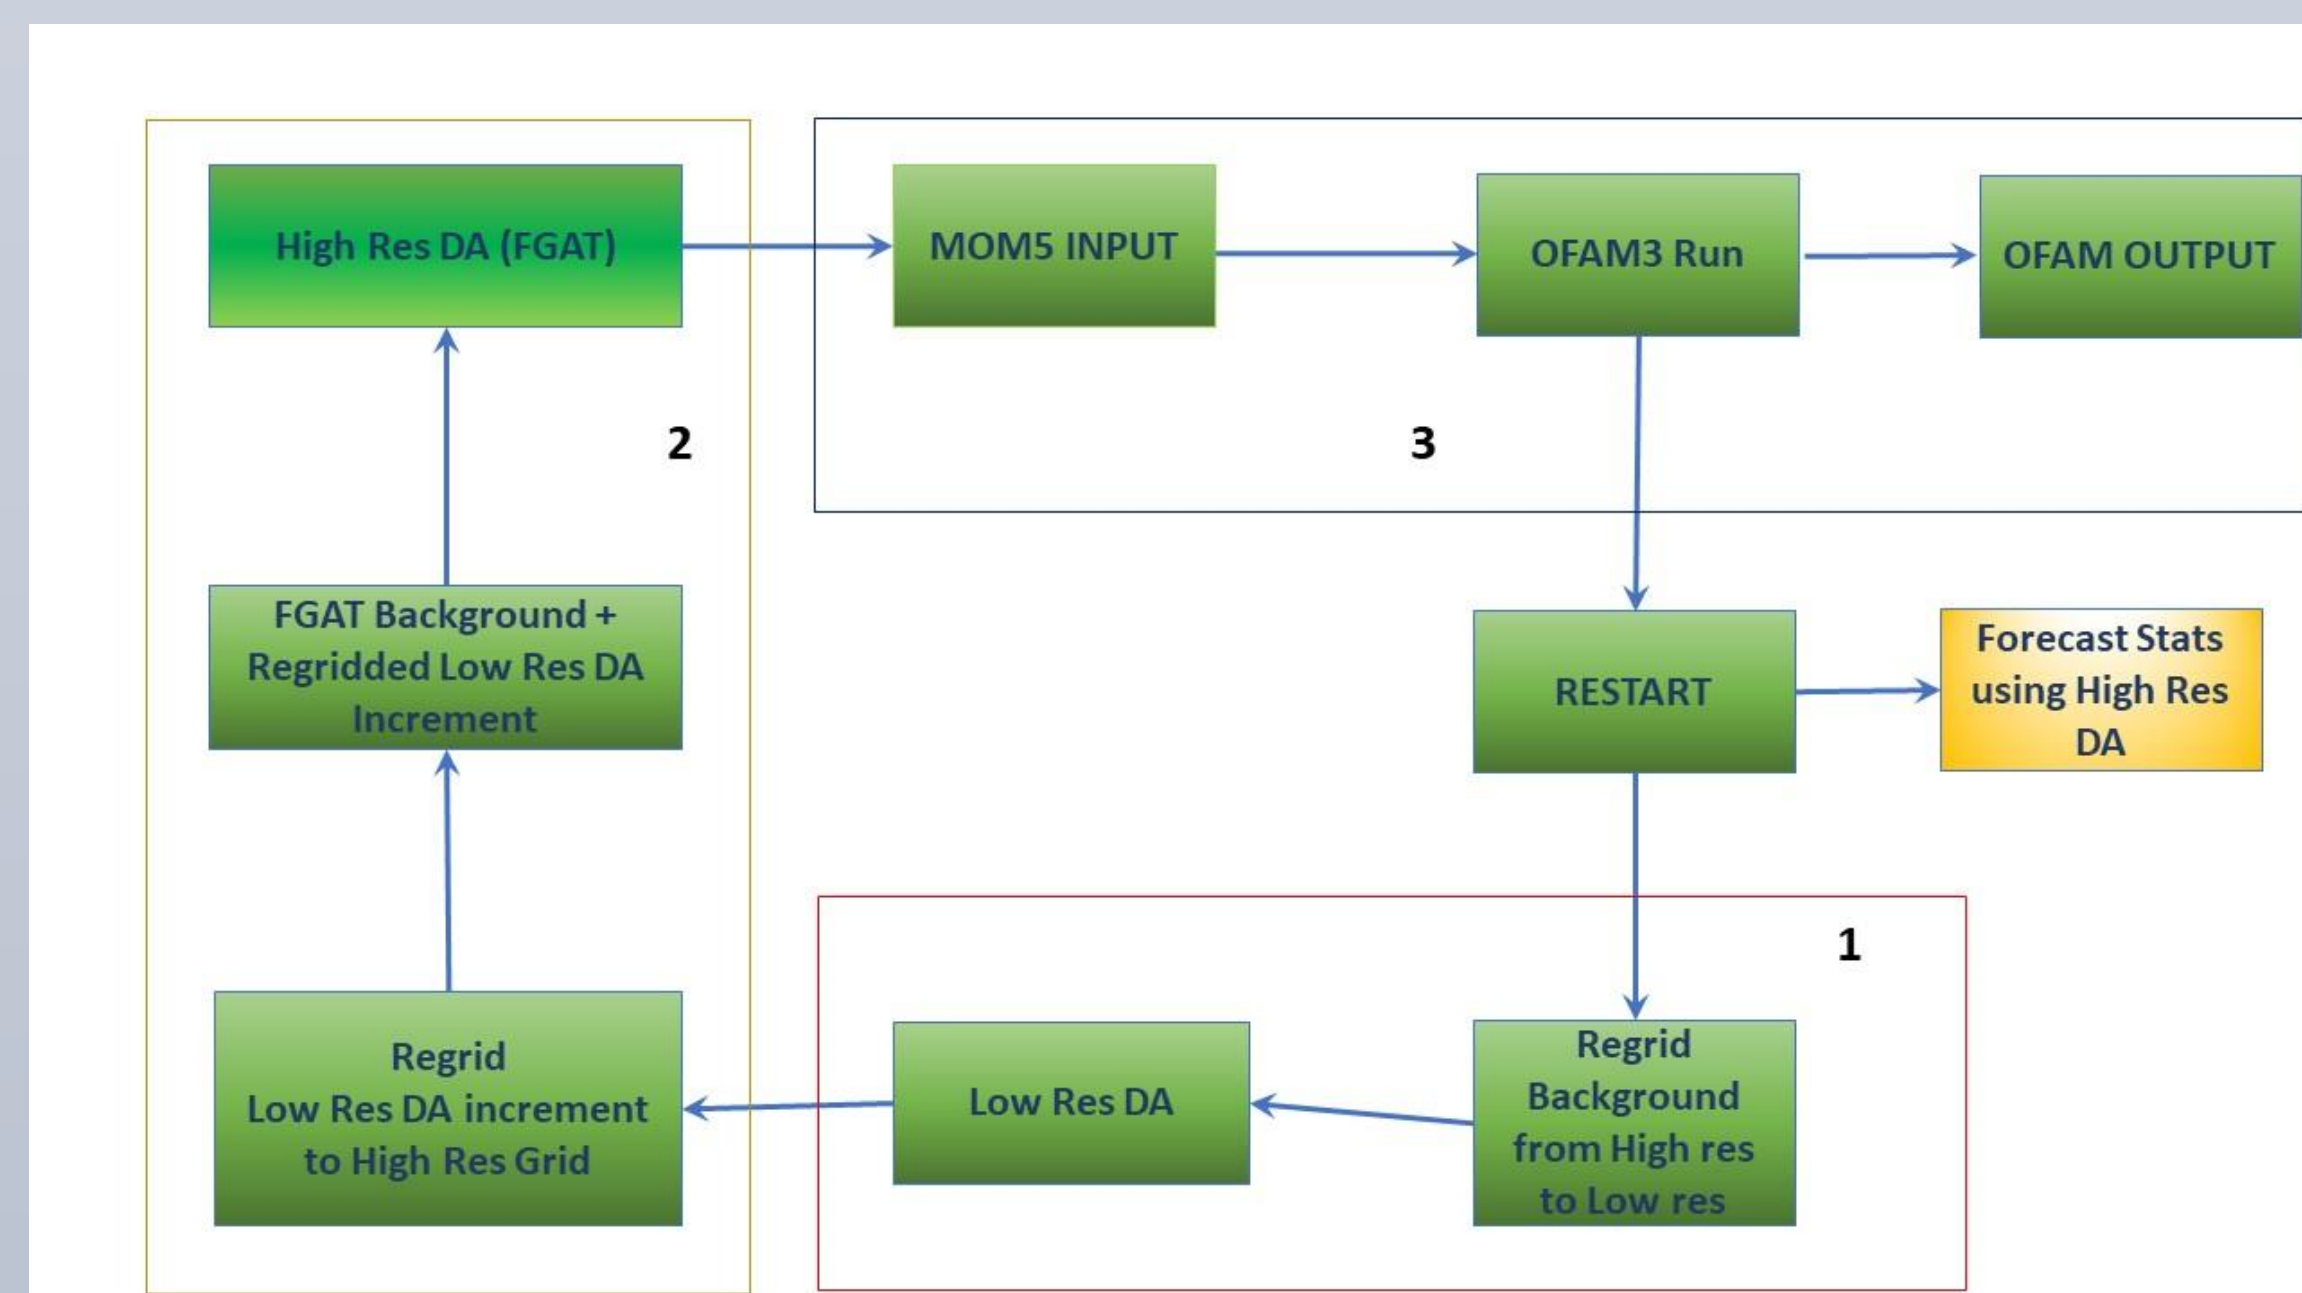 High Res DA (FGAT)
MOM5 INPUT
OFAM3 Run
OFAM OUTPUT
2
3
FGAT Background +
Regridded Low Res DA
Increment
RESTART
Forecast Stats
using High Res
DA
1
Regrid
Low Res DA increment
to High Res Grid
Low Res DA
Regrid
Background
from High res
to Low res